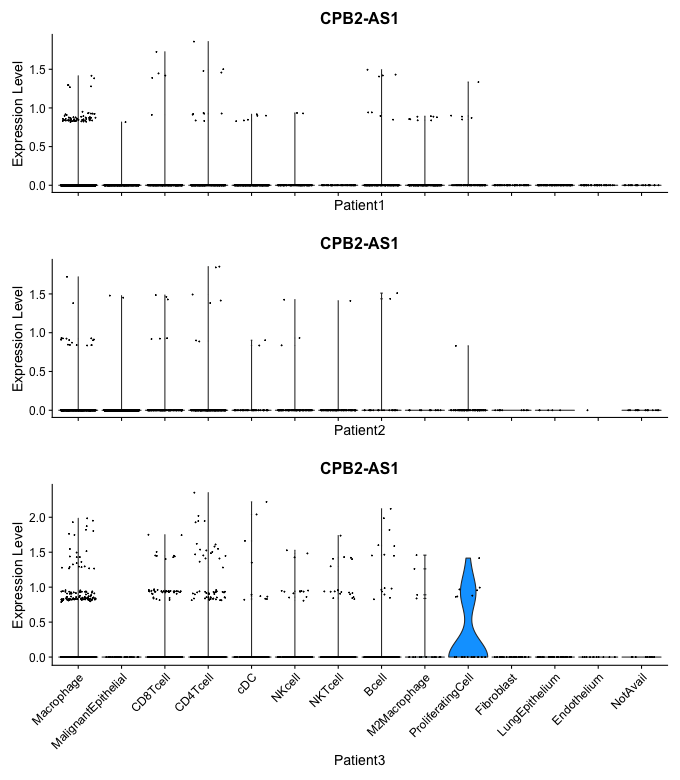 CPB2-AS1
Expression Level
1.5
1.0
0.5
0.0
Patient1
CPB2-AS1
Expression Level
1.5
1.0
0.5
0.0
Patient2
CPB2-AS1
Expression Level
2.0
1.5
1.0
0.5
0.0
Macrophage
MalignantEpithelial
CD8Tcell
CD4Tcell
cDC
NKcell
NKTcell
Bcell
M2Macrophage
ProliferatingCell
Fibroblast
LungEpithelium
Endothelium
NotAvail
Patient3